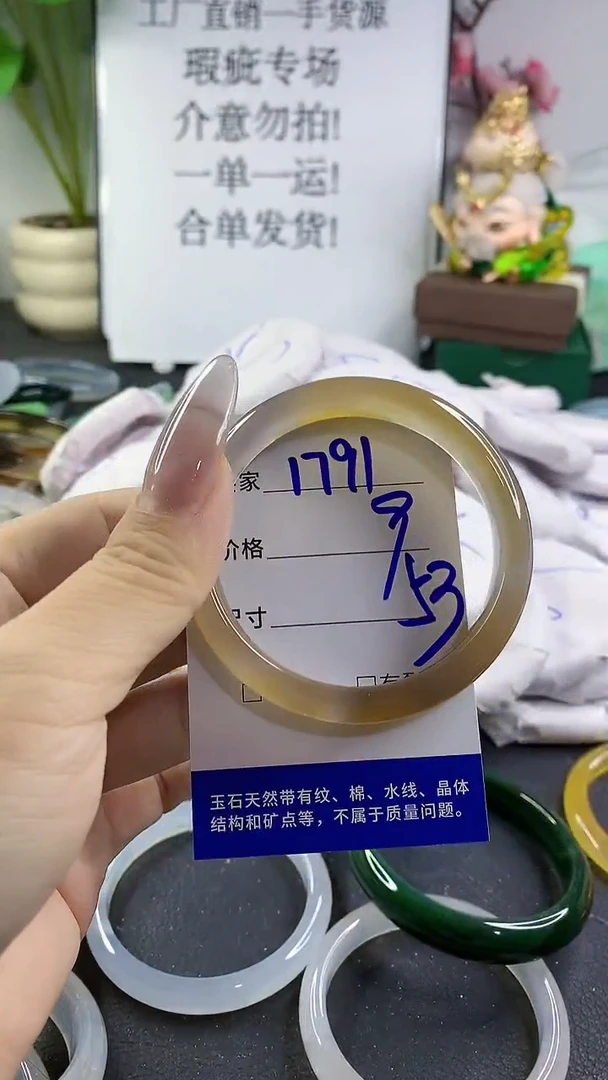 工厂直销一手货源
瑕疵专场
介意勿拍!
一单一运!
合单发货!
家 1791
价格
尺寸 53
玉石天然带有纹、棉、水线、晶体
结构和矿点等，不属于质量问题。